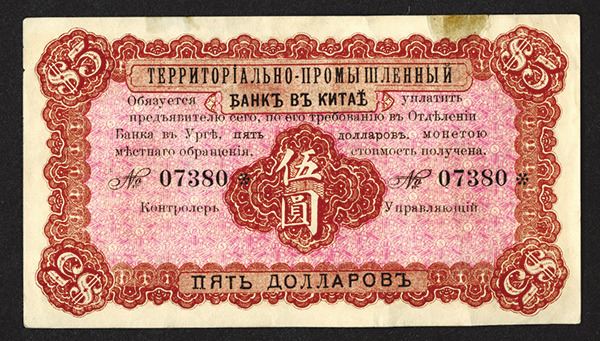 $5
$5
ТЕРРИТОРІАЛЬНО-ПРОМЫШЛЕННЫЙ
БАНКѢ ВЪ КИТАѢ
Обязуется уплатить
предъявителю сего, по его требованію въ Отдѣленіи
Банка въ Ургѣ, пять долларовъ, монетою
мѣстнаго обращенія. стоимость получена.
伍
圓
№ 07380 *
№ 07380 *
Контролеръ
Управляющій
$5
$5
ПЯТЬ ДОЛЛАРОВЪ